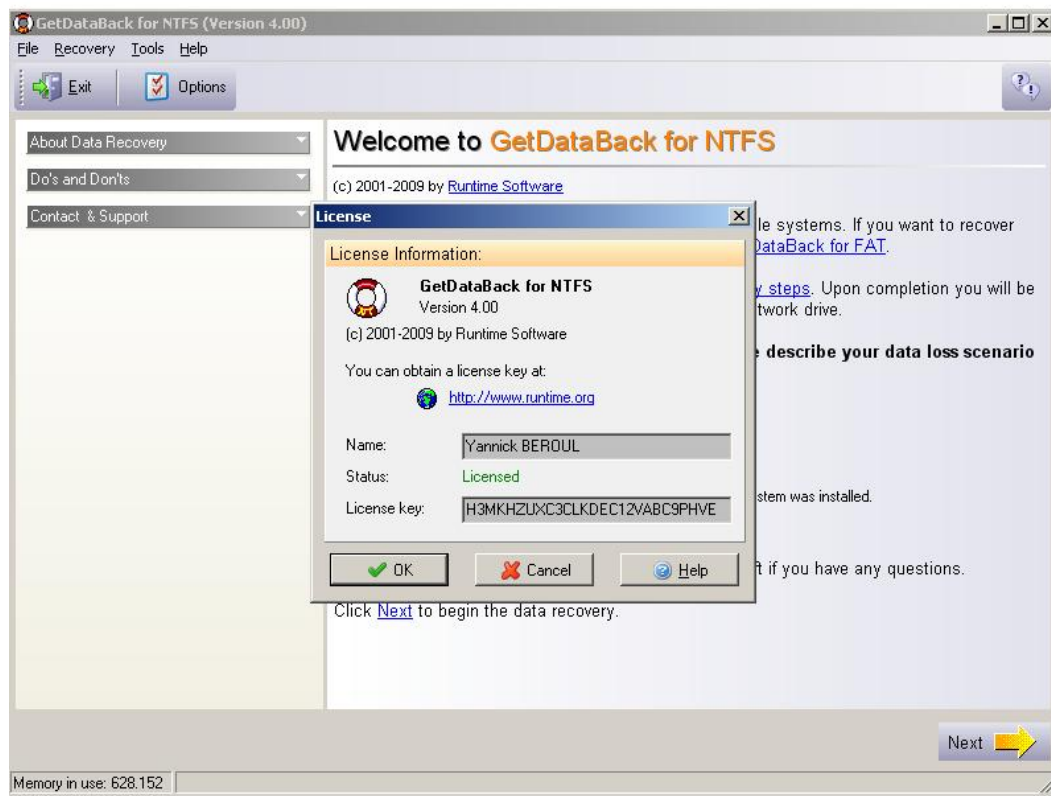 GetDataBack for NTFS (Version 4.00)
File Recovery Tools Help
Exit Options
About Data Recovery
Do's and Don'ts
Contact & Support
Welcome to GetDataBack for NTFS
(c) 2001-2009 by Runtime Software
le systems. If you want to recover
DataBack for FAT.
y steps. Upon completion you will be
twork drive.
describe your data loss scenario
stem was installed.
ft if you have any questions.
Click Next to begin the data recovery.
License
License Information:
GetDataBack for NTFS
Version 4.00
(c) 2001-2009 by Runtime Software
You can obtain a license key at:
http://www.runtime.org
Name: Yannick BEROUL
Status: Licensed
License key: H3MKHZUXC3CLKDEC12VABC9PHVE
OK Cancel Help
Next
Memory in use: 628.152